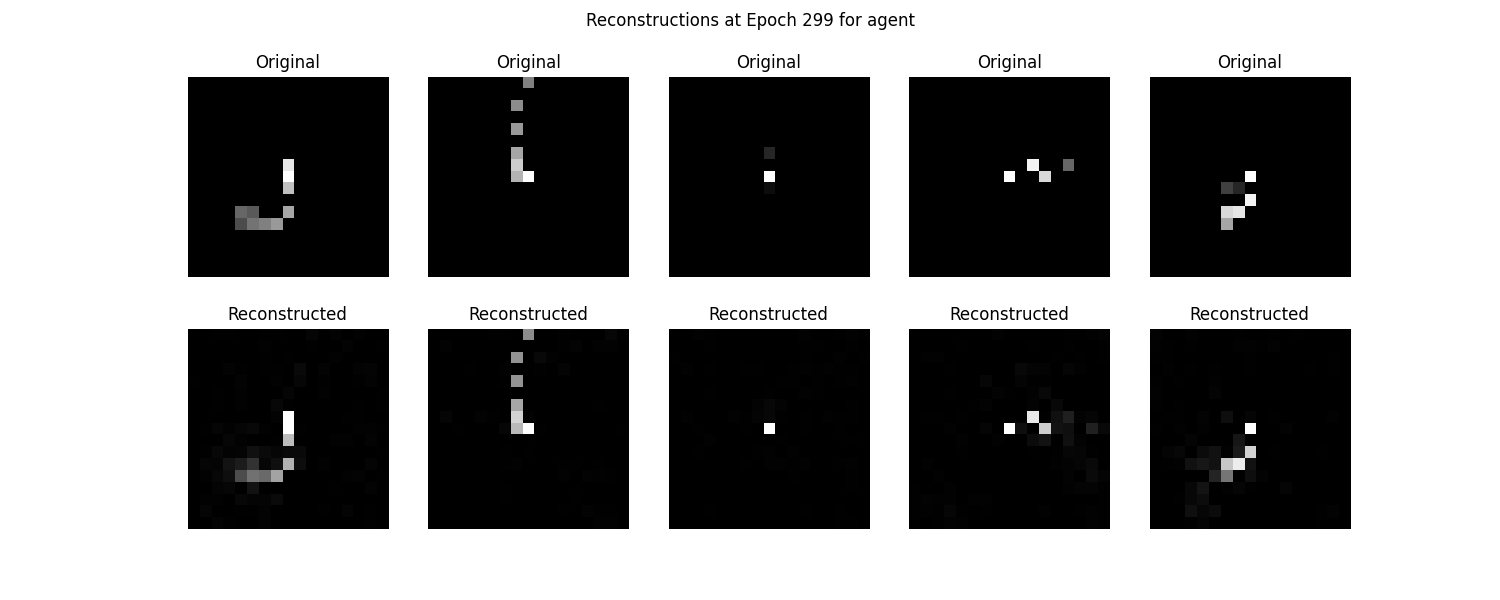 Reconstructions at Epoch 299 for agent
Original Original Original Original Original
Reconstructed Reconstructed Reconstructed Reconstructed Reconstructed